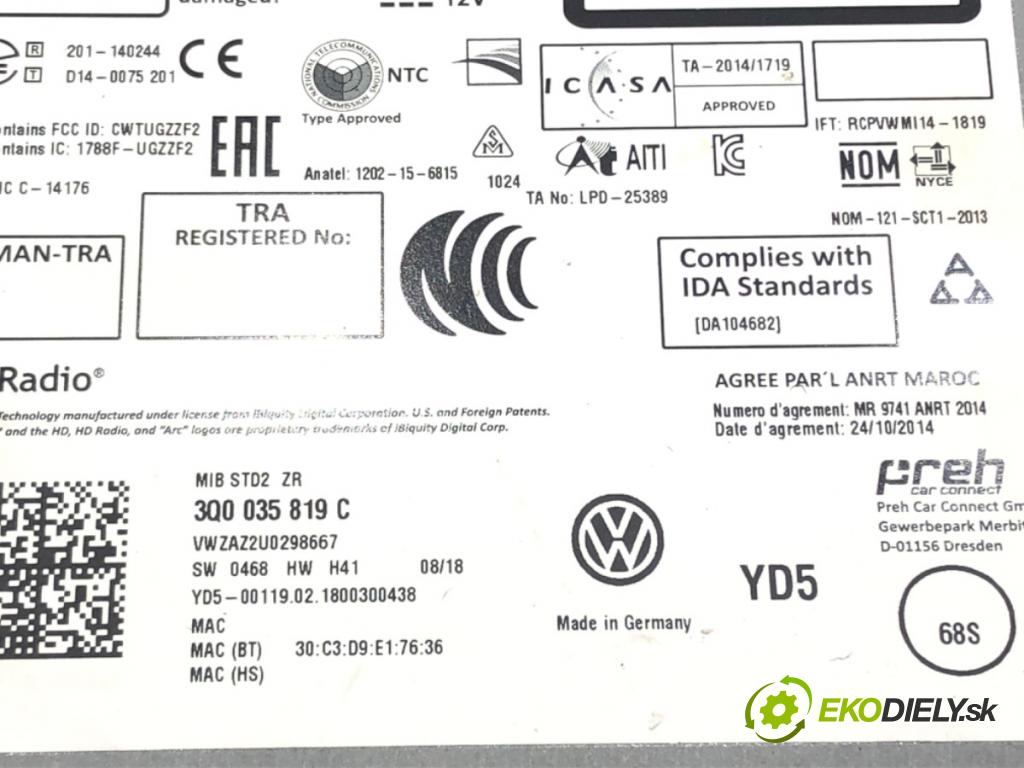 damaged?
12V
R 201-140244
T D14-0075 201
CE
NATIONAL TELECOMMUNICATIONS COMMISSION
NTC
Type Approved
ICASA
TA-2014/1719
APPROVED
IFT: RCPVWMI14-1819
ontains FCC ID: CWTUGZZF2
ntains IC: 1788F-UGZZF2
EAC
Anatel: 1202-15-6815
SM
1024
AITI
TA No: LPD-25389
KC
NOM
NYCE
NOM-121-SCT1-2013
IC C-14176
MAN-TRA
TRA
REGISTERED No:
Complies with
IDA Standards
[DA104682]
Radio®
Technology manufactured under license from iBiquity Digital Corporation. U.S. and Foreign Patents.
and the HD, HD Radio, and "Arc" logos are proprietary trademarks of iBiquity Digital Corp.
AGREE PAR´L ANRT MAROC
Numero d'agrement: MR 9741 ANRT 2014
Date d'agrement: 24/10/2014
preh
car connect
Preh Car Connect Gm
Gewerbepark Merbit
D-01156 Dresden
MIB STD2 ZR
3Q0 035 819 C
VWZAZ2U0298667
SW 0468 HW H41 08/18
YD5-00119.02.1800300438
MAC
MAC (BT) 30:C3:D9:E1:76:36
MAC (HS)
VW
Made in Germany
YD5
68S
EKODIELY.sk